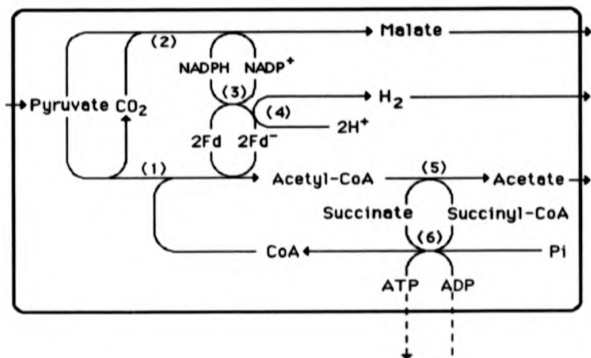 (2) Malate
NADPH NADP⁺
(3) H₂
Pyruvate CO₂ (4)
2Fd 2Fd⁻ 2H⁺
(1) (5)
Acetyl-CoA Acetate
Succinate Succinyl-CoA
(6)
CoA Pi
ATP ADP